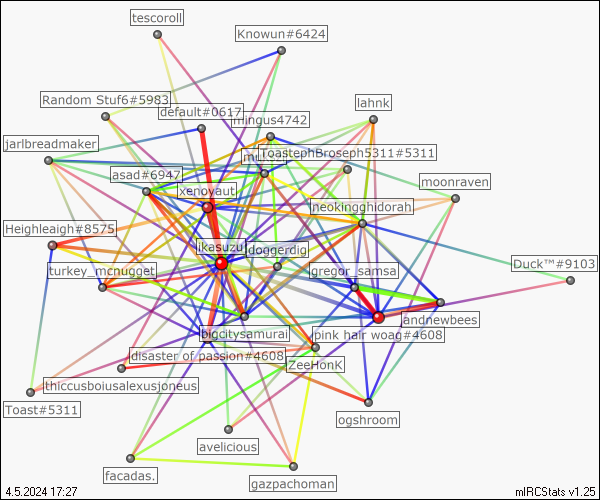 tescoroll
Knowun#6424
Random Stuf6#5983
lahnk
default#0617
mingus4742
jarlbreadmaker
ToastephBroseph5311#5311
asad#6947
moonraven
xenoyaut
neokingghidorah
Heighleaigh#8575
ikasuzu
doggerdig
Duck™#9103
turkey_mcnugget
gregor_samsa
andnewbees
bigcitysamurai
pink hair woag#4608
disaster of passion#4608
ZeeHonK
thiccusboiusalexusjoneus
Toast#5311
ogshroom
avelicious
facadas.
gazpachoman
4.5.2024 17:27
mIRCStats v1.25